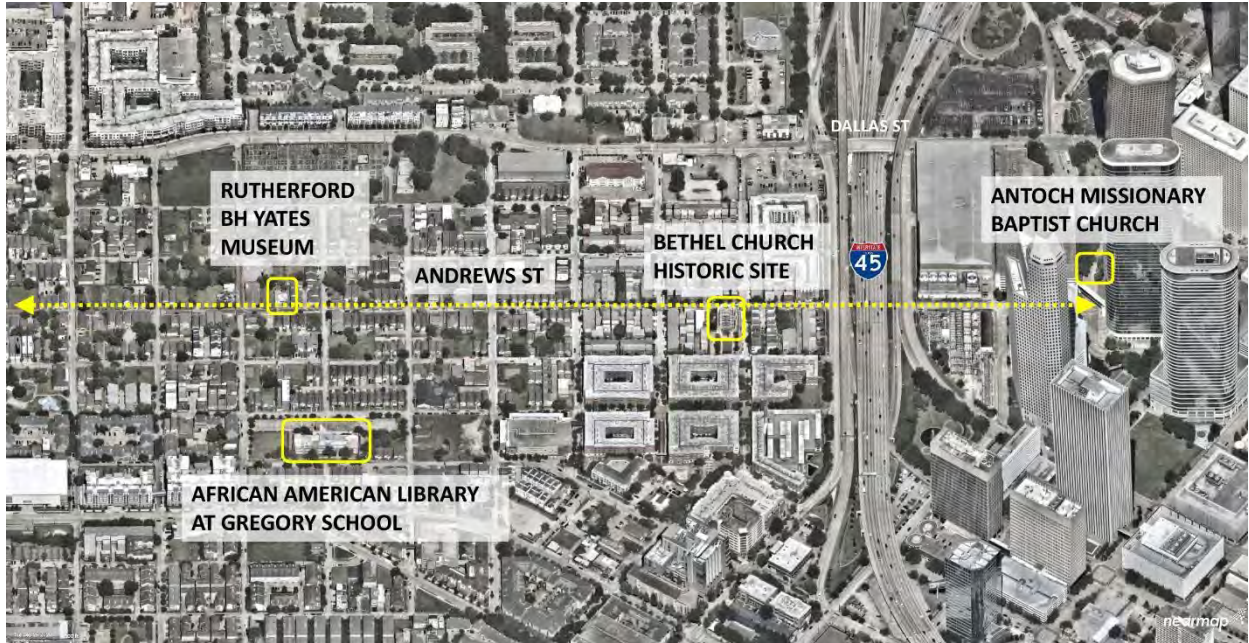 DALLAS ST
RUTHERFORD
BH YATES
MUSEUM
ANTOCH MISSIONARY
BAPTIST CHURCH
BETHEL CHURCH
HISTORIC SITE
ANDREWS ST
INTERSTATE
45
AFRICAN AMERICAN LIBRARY
AT GREGORY SCHOOL
nearmap